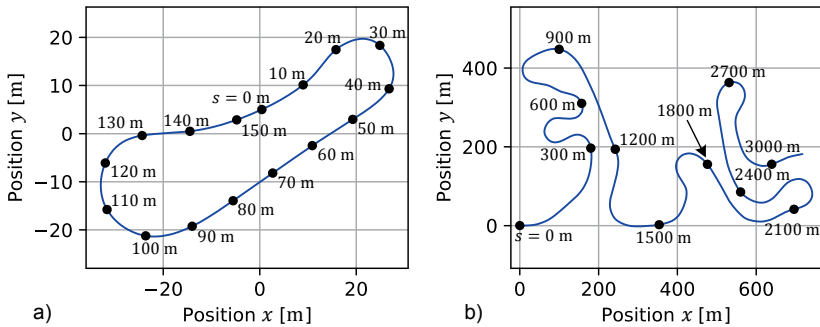 20
10
0
−10
−20
−20
0
20
Position y [m]
Position x [m]
20 m
30 m
10 m
40 m
s = 0 m
130 m
140 m
150 m
50 m
60 m
120 m
70 m
110 m
80 m
90 m
100 m
a)
400
200
0
0
200
400
600
Position y [m]
Position x [m]
900 m
2700 m
600 m
1800 m
300 m
1200 m
3000 m
2400 m
s = 0 m
1500 m
2100 m
b)